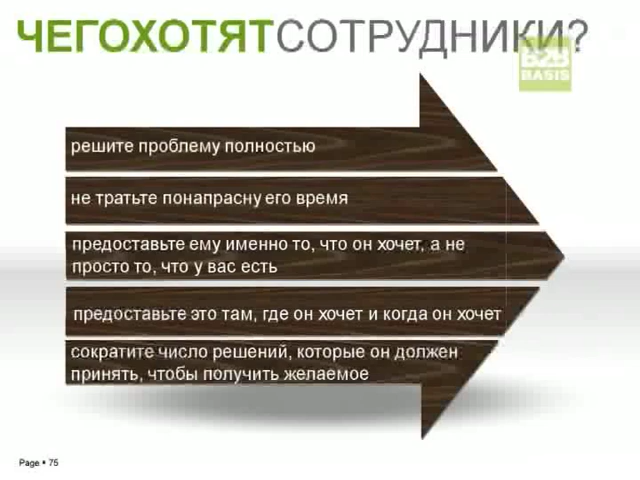 ЧЕГОХОТЯТСОТРУДНИКИ?
B2B
BASIS
решите проблему полностью
не тратьте понапрасну его время
предоставьте ему именно то, что он хочет, а не
просто то, что у вас есть
предоставьте это там, где он хочет и когда он хочет
сократите число решений, которые он должен
принять, чтобы получить желаемое
Page ▪ 75